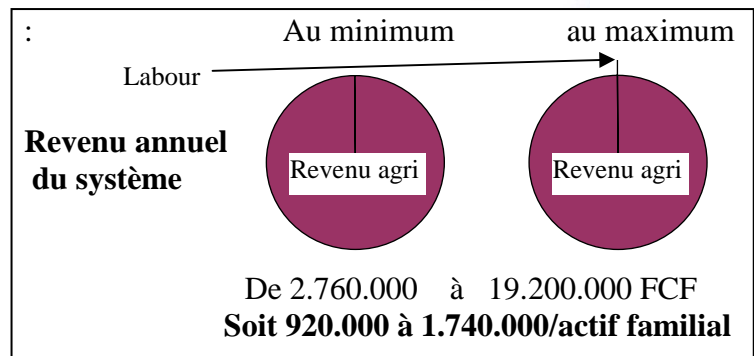 : Au minimum au maximum
Labour
Revenu annuel
du système
Revenu agri Revenu agri
De 2.760.000 à 19.200.000 FCF
Soit 920.000 à 1.740.000/actif familial